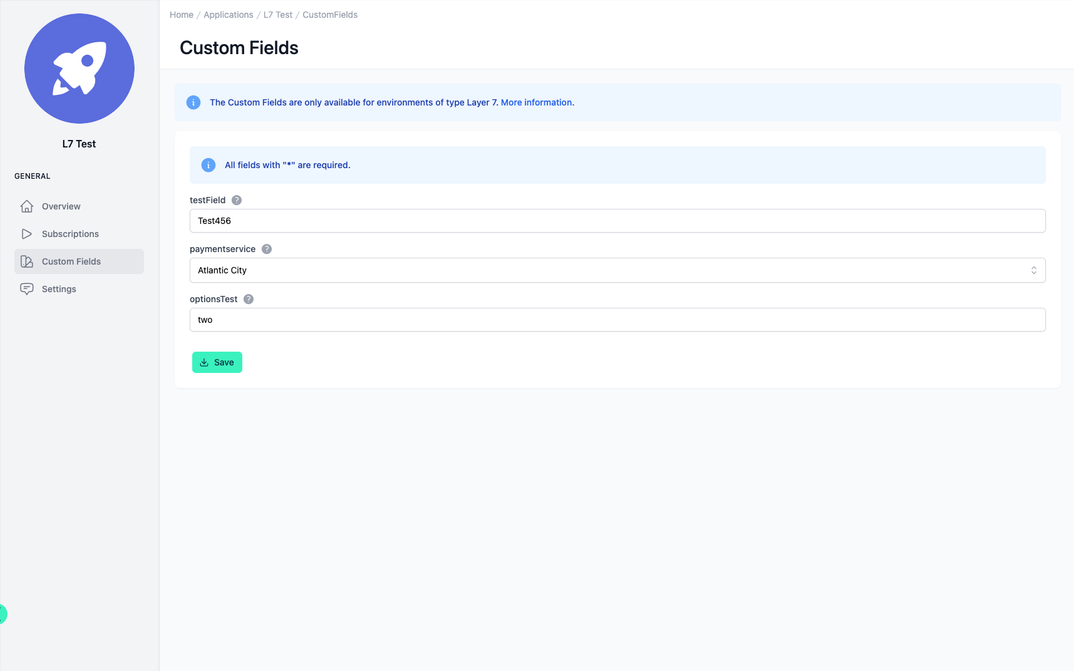 Home / Applications / L7 Test / CustomFields
Custom Fields
L7 Test
GENERAL
Overview
Subscriptions
Custom Fields
Settings
The Custom Fields are only available for environments of type Layer 7. More information.
All fields with "*" are required.
testField ?
Test456
paymentservice ?
Atlantic City
optionsTest ?
two
Save